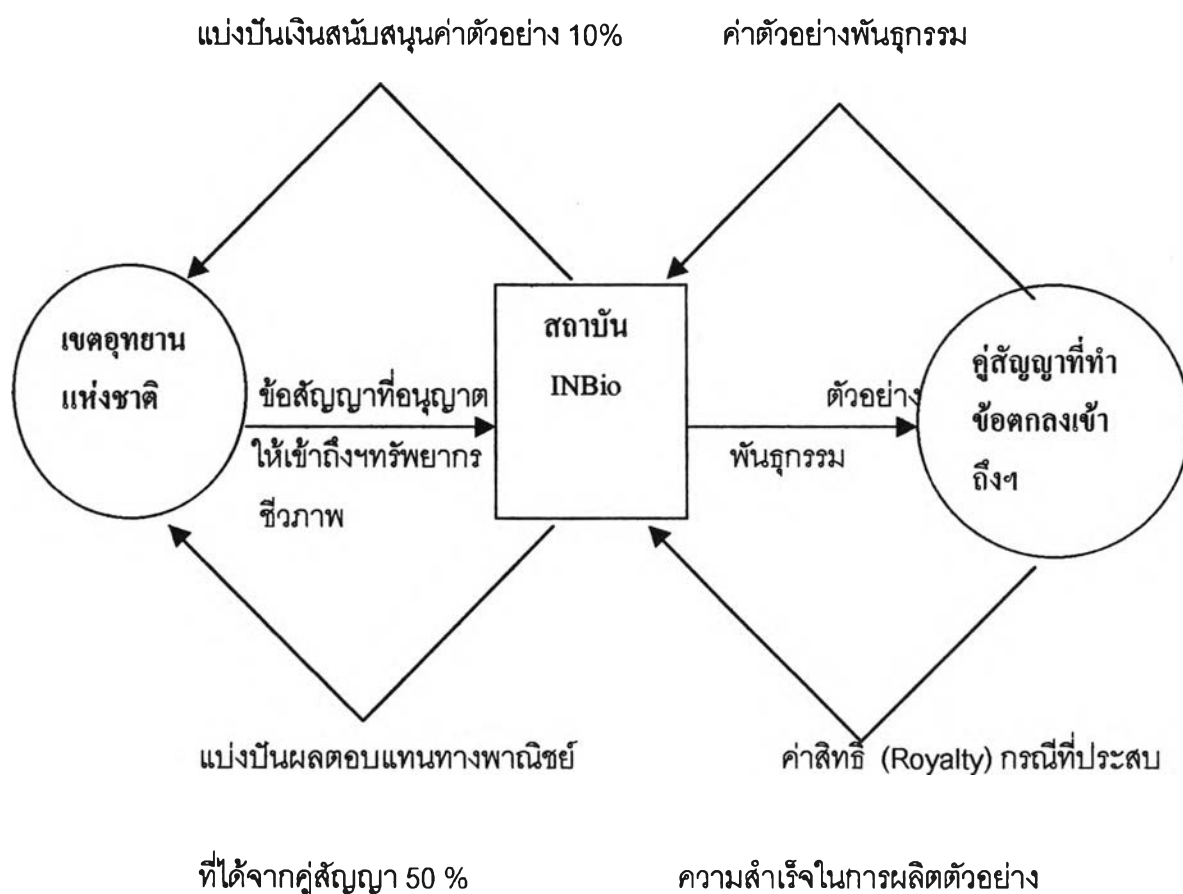 แบ่งปันเงินสนับสนุนค่าตัวอย่าง 10%
ค่าตัวอย่างพันธุกรรม
เขตอุทยาน
แห่งชาติ
ข้อสัญญาที่อนุญาต
ให้เข้าถึงฯทรัพยากร
ชีวภาพ
สถาบัน
INBio
ตัวอย่าง
พันธุกรรม
คู่สัญญาที่ทำ
ข้อตกลงเข้า
ถึงฯ
แบ่งปันผลตอบแทนทางพาณิชย์
ที่ได้จากคู่สัญญา 50 %
ค่าสิทธิ (Royalty) กรณีที่ประสบ
ความสำเร็จในการผลิตตัวอย่าง